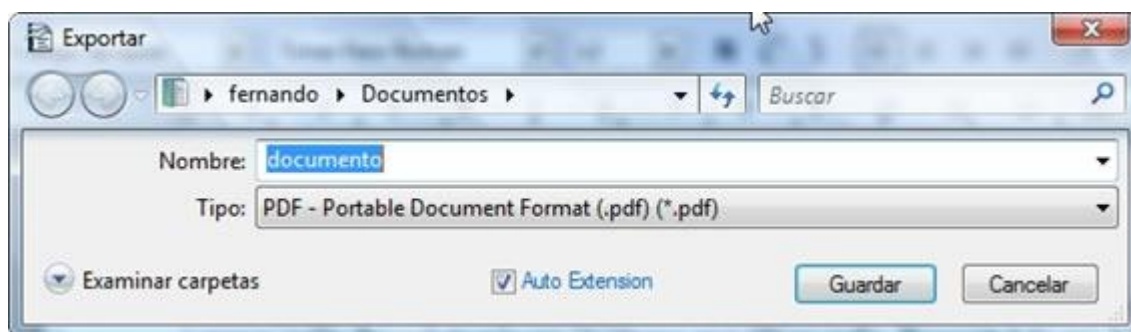 Exportar
fernando Documentos
Buscar
Nombre: documento
Tipo: PDF - Portable Document Format (.pdf) (*.pdf)
Examinar carpetas Auto Extension Guardar Cancelar